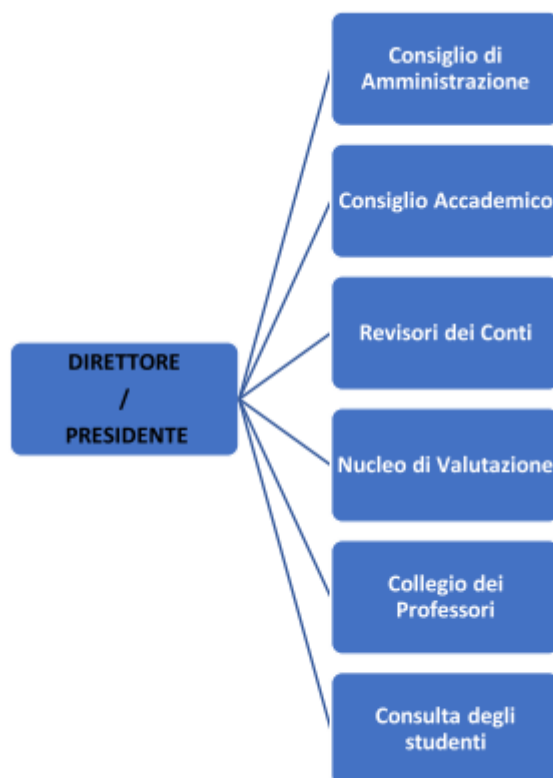 Consiglio di
Amministrazione
Consiglio Accademico
Revisori dei Conti
DIRETTORE
/
PRESIDENTE
Nucleo di Valutazione
Collegio dei
Professori
Consulta degli
studenti